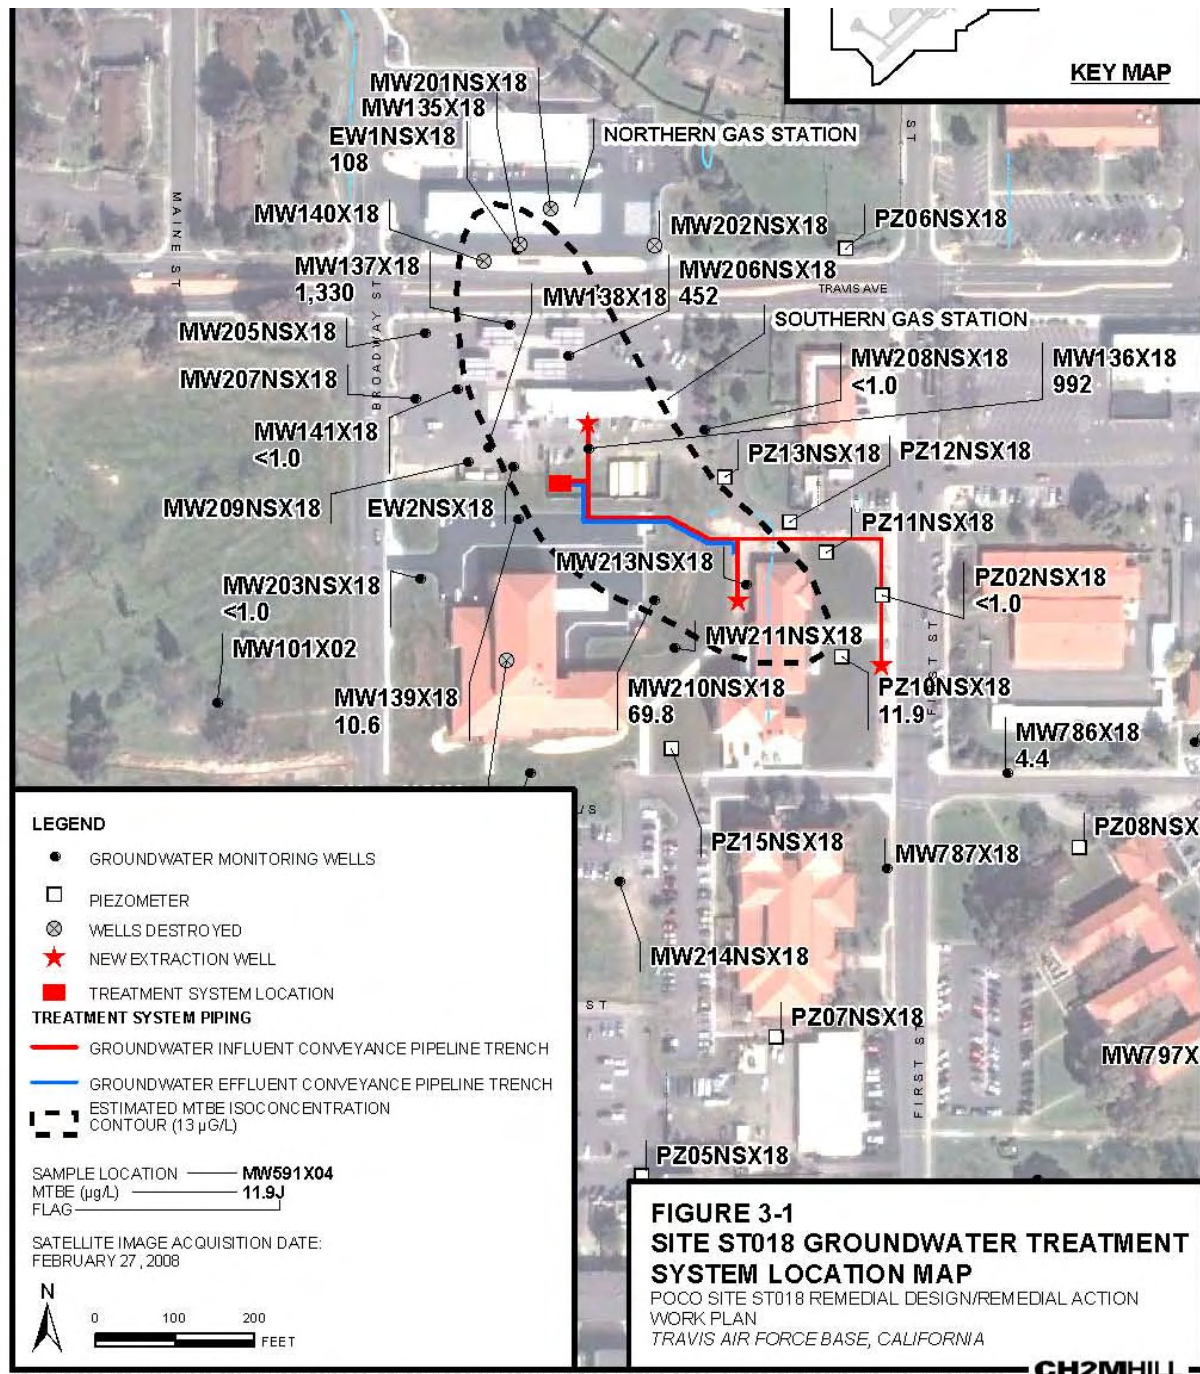 KEY MAP
MW201NSX18
MW135X18
EW1NSX18
108
NORTHERN GAS STATION
ST
MAINE ST
MW140X18
MW202NSX18
PZ06NSX18
MW137X18
1,330
MW138X18
MW206NSX18
452
TRAVIS AVE
BROADWAY ST
MW205NSX18
SOUTHERN GAS STATION
MW207NSX18
MW208NSX18
<1.0
MW136X18
992
MW141X18
<1.0
PZ13NSX18
PZ12NSX18
MW209NSX18
EW2NSX18
PZ11NSX18
MW213NSX18
MW203NSX18
<1.0
PZ02NSX18
<1.0
MW101X02
MW211NSX18
FIRST ST
MW139X18
10.6
MW210NSX18
69.8
PZ10NSX18
11.9
MW786X18
4.4
PZ15NSX18
MW787X18
PZ08NSX
MW214NSX18
ST
PZ07NSX18
FIRST ST
MW797X
PZ05NSX18
LEGEND
GROUNDWATER MONITORING WELLS
PIEZOMETER
WELLS DESTROYED
NEW EXTRACTION WELL
TREATMENT SYSTEM LOCATION
TREATMENT SYSTEM PIPING
GROUNDWATER INFLUENT CONVEYANCE PIPELINE TRENCH
GROUNDWATER EFFLUENT CONVEYANCE PIPELINE TRENCH
ESTIMATED MTBE ISOCONCENTRATION
CONTOUR (13 µG/L)
SAMPLE LOCATION MW591X04
MTBE (µg/L) 11.9J
FLAG
SATELLITE IMAGE ACQUISITION DATE:
FEBRUARY 27, 2008
N
0 100 200
FEET
FIGURE 3-1
SITE ST018 GROUNDWATER TREATMENT
SYSTEM LOCATION MAP
POCO SITE ST018 REMEDIAL DESIGN/REMEDIAL ACTION
WORK PLAN
TRAVIS AIR FORCE BASE, CALIFORNIA
CH2MHILL